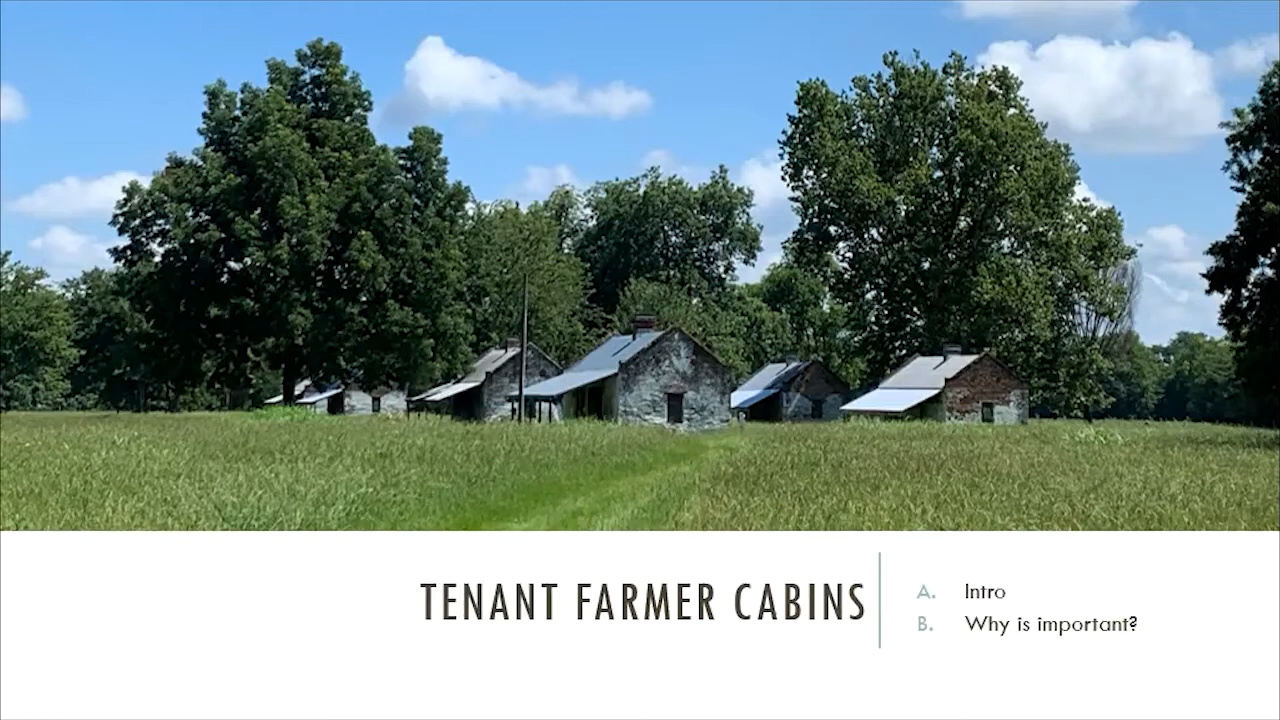 TENANT FARMER CABINS
A. Intro
B. Why is important?